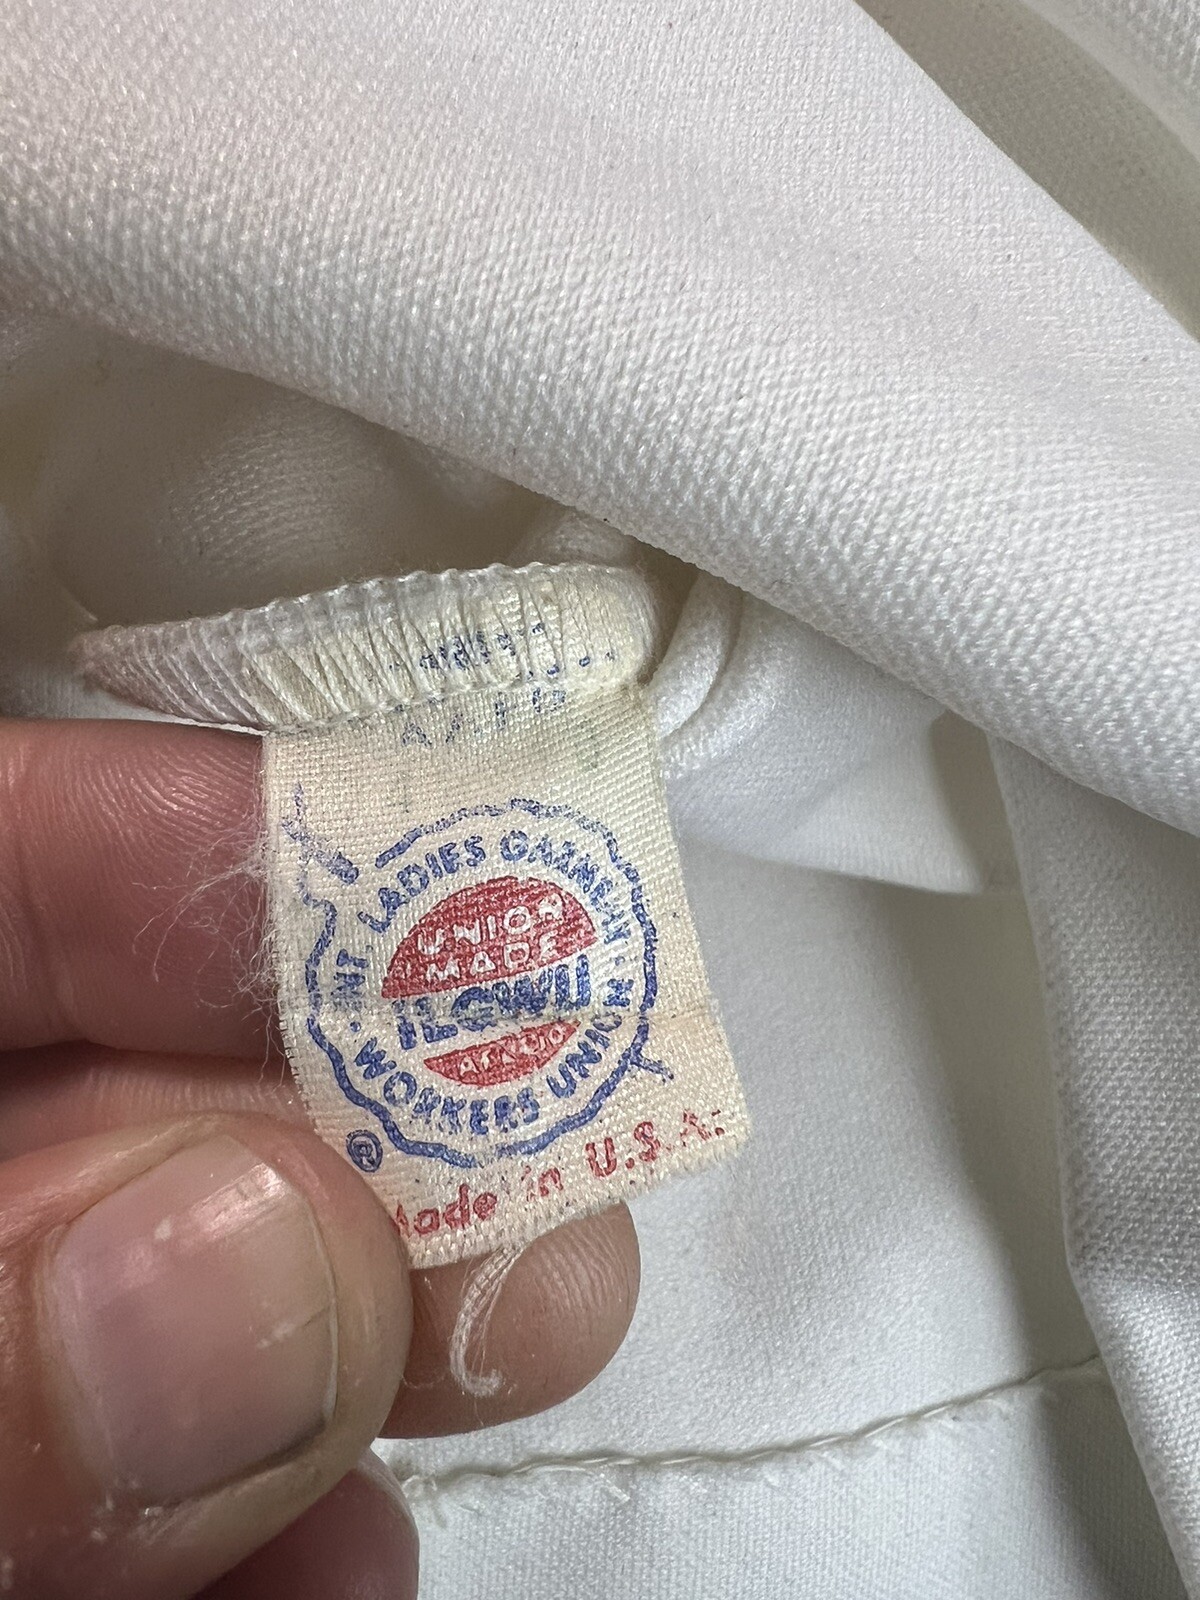 INT. LADIES GARMENT
UNION
MADE
ILGWU
AFL-CIO
WORKERS UNION
®
Made in U.S.A.